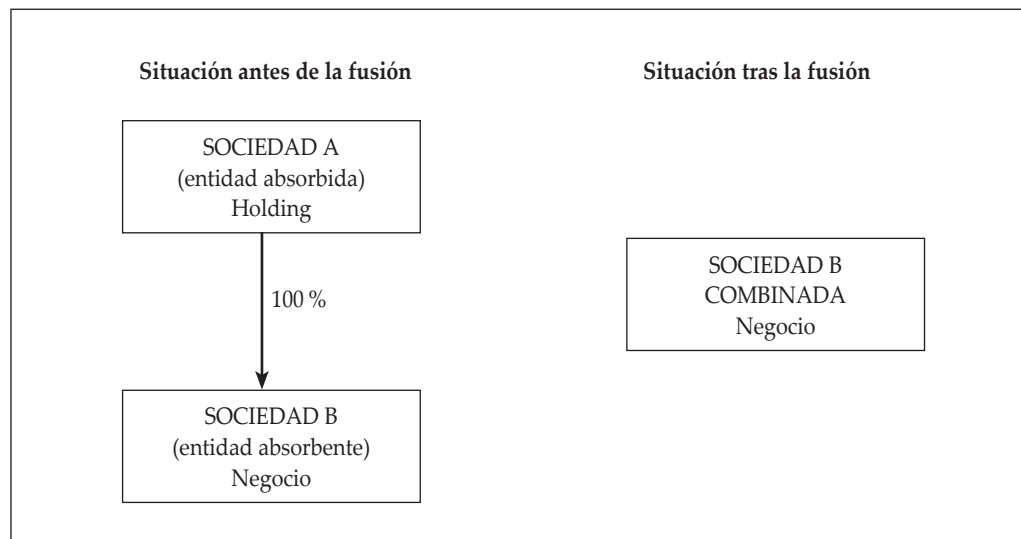 Situación antes de la fusión
SOCIEDAD A
(entidad absorbida)
Holding
100 %
SOCIEDAD B
(entidad absorbente)
Negocio
Situación tras la fusión
SOCIEDAD B
COMBINADA
Negocio